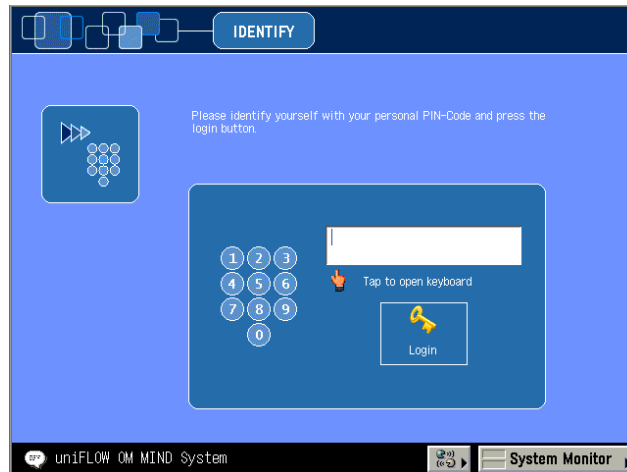 IDENTIFY
Please identify yourself with your personal PIN-Code and press the
login button.
1 2 3
4 5 6
7 8 9
0
Tap to open keyboard
Login
uniFLOW OM MIND System
System Monitor